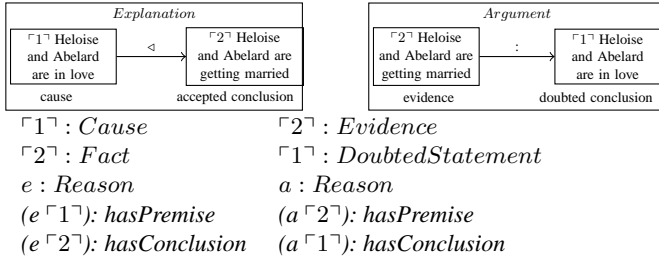 Explanation
⌜1⌝ Heloise
and Abelard
are in love
◁
⌜2⌝ Heloise
and Abelard are
getting married
cause
accepted conclusion
Argument
⌜2⌝ Heloise
and Abelard are
getting married
:
⌜1⌝ Heloise
and Abelard
are in love
evidence
doubted conclusion
⌜1⌝ : Cause
⌜2⌝ : Evidence
⌜2⌝ : Fact
⌜1⌝ : DoubtedStatement
e : Reason
a : Reason
(e ⌜1⌝): hasPremise
(a ⌜2⌝): hasPremise
(e ⌜2⌝): hasConclusion
(a ⌜1⌝): hasConclusion